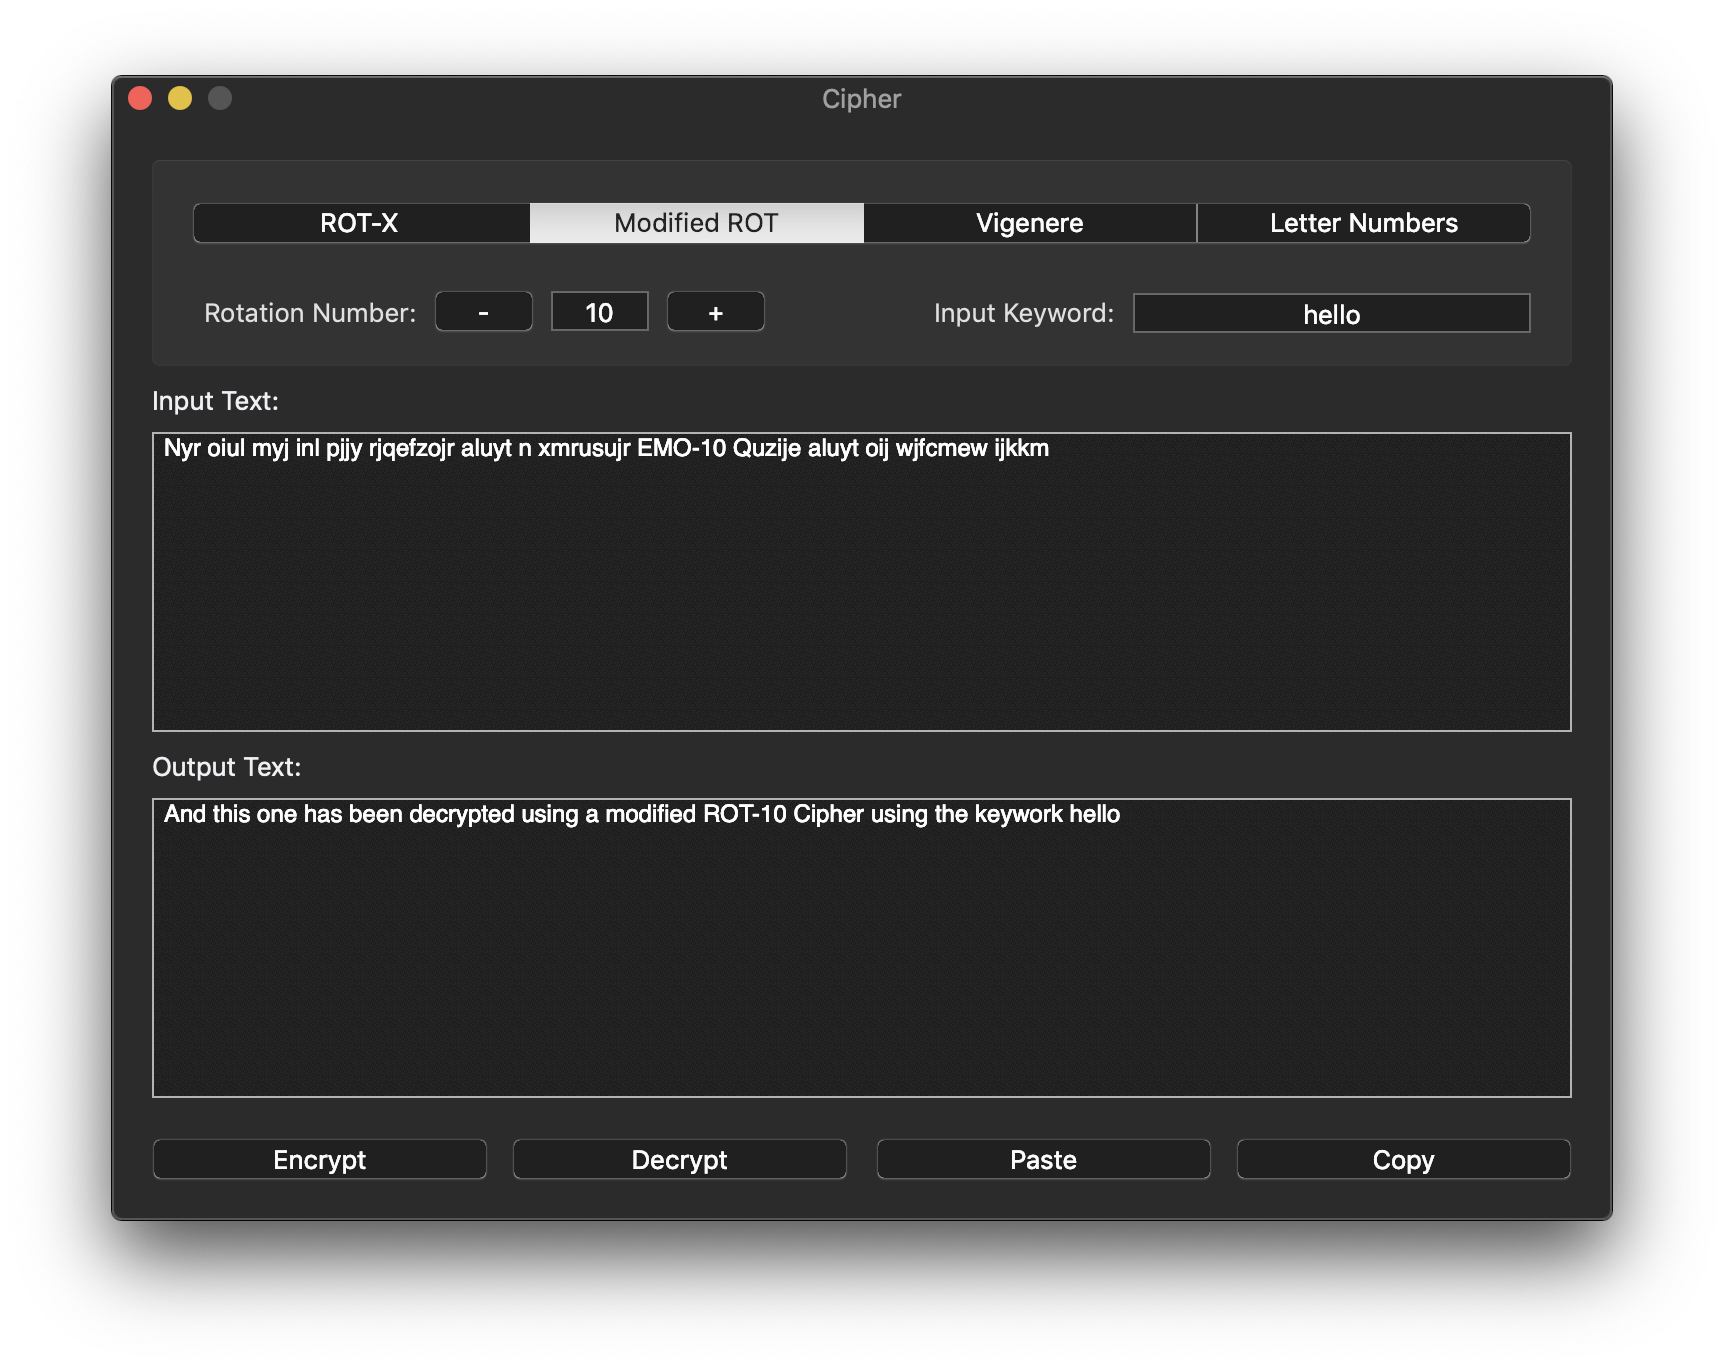 Cipher
ROT-X Modified ROT Vigenere Letter Numbers
Rotation Number: - 10 + Input Keyword: hello
Input Text:
Nyr oiul myj inl pjjy rjqefzojr aluyt n xmrusujr EMO-10 Quzije aluyt oij wjfcmew ijkkm
Output Text:
And this one has been decrypted using a modified ROT-10 Cipher using the keywork hello
Encrypt Decrypt Paste Copy